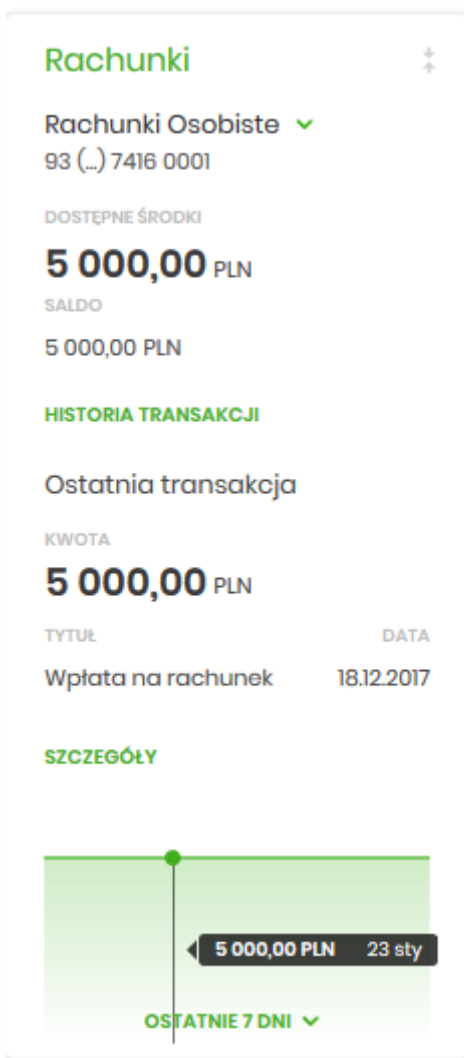 Rachunki
Rachunki Osobiste
93 (...) 7416 0001
DOSTĘPNE ŚRODKI
5 000,00 PLN
SALDO
5 000,00 PLN
HISTORIA TRANSAKCJI
Ostatnia transakcja
KWOTA
5 000,00 PLN
TYTUŁ DATA
Wpłata na rachunek 18.12.2017
SZCZEGÓŁY
5 000,00 PLN 23 sty
OSTATNIE 7 DNI